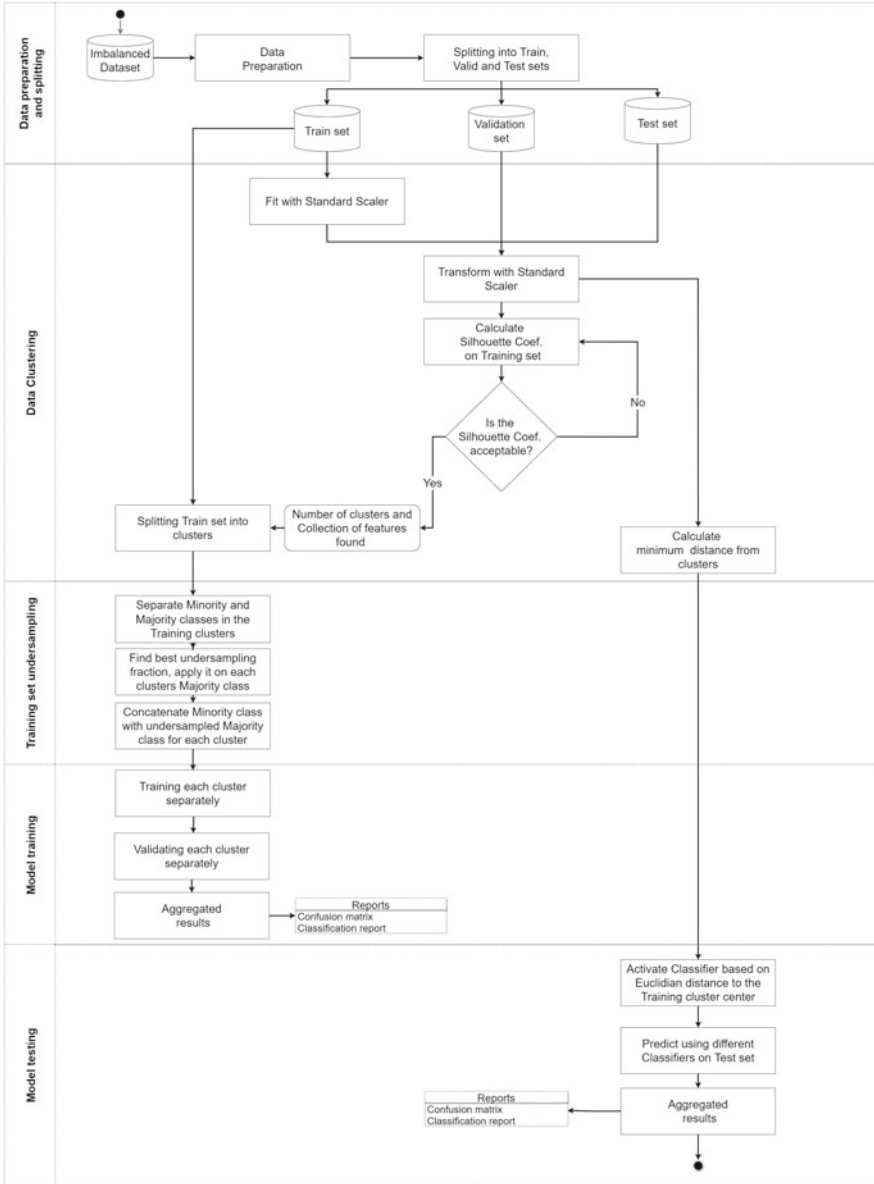 Data preparation
and splitting
Imbalanced
Dataset
Data
Preparation
Splitting into Train,
Valid and Test sets
Train set
Validation
set
Test set
Data Clustering
Fit with Standard Scaler
Transform with Standard
Scaler
Calculate
Silhouette Coef.
on Training set
No
Is the
Silhouette Coef.
acceptable?
Yes
Splitting Train set into
clusters
Number of clusters and
Collection of features
found
Calculate
minimum distance from
clusters
Training set undersampling
Separate Minority and
Majority classes in the
Training clusters
Find best undersampling
fraction, apply it on each
clusters Majority class
Concatenate Minority class
with undersampled Majority
class for each cluster
Model training
Training each cluster
separately
Validating each cluster
separately
Aggregated
results
Reports
Confusion matrix
Classification report
Model testing
Activate Classifier based on
Euclidian distance to the
Training cluster center
Predict using different
Classifiers on Test set
Reports
Confusion matrix
Classification report
Aggregated
results